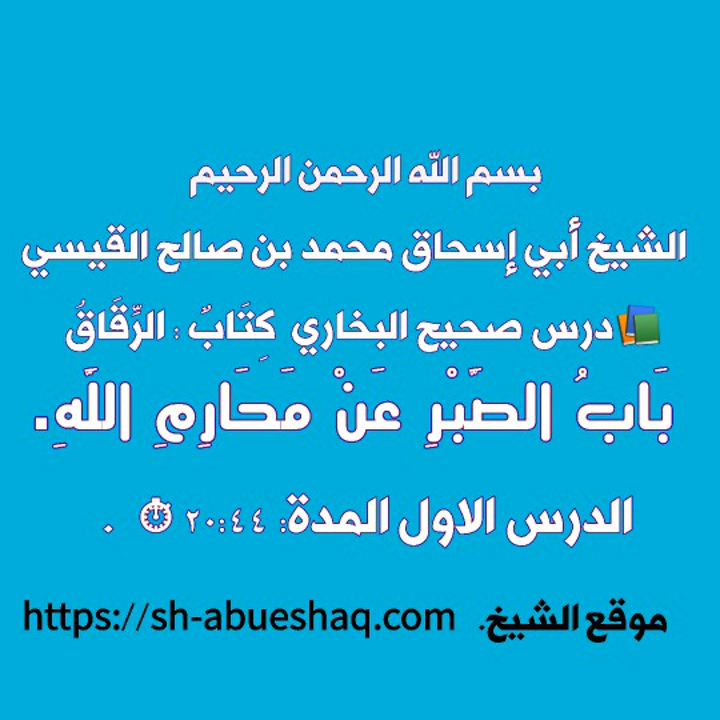 بسم الله الرحمن الرحيم
الشيخ أبي إسحاق محمد بن صالح القيسي
📚درس صحيح البخاري كِتَابٌ : الرِّقَاقُ
بَابُ الصَّبْرِ عَنْ مَحَارِمِ اللَّهِ.
الدرس الاول المدة: ٢٠:٤٤ ⏱ .
موقع الشيخ. https://sh-abueshaq.com